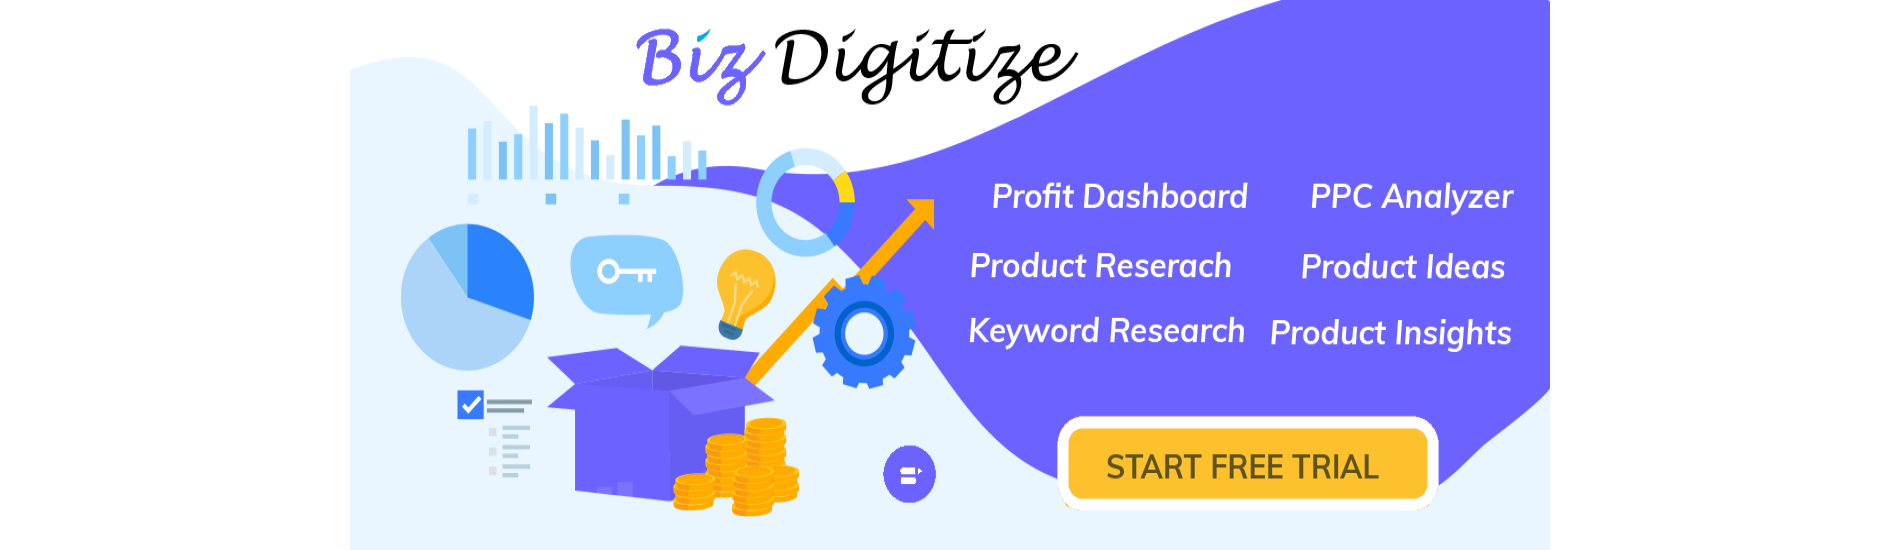 Biz Digitize
Profit Dashboard
PPC Analyzer
Product Reserach
Product Ideas
Keyword Research
Product Insights
START FREE TRIAL